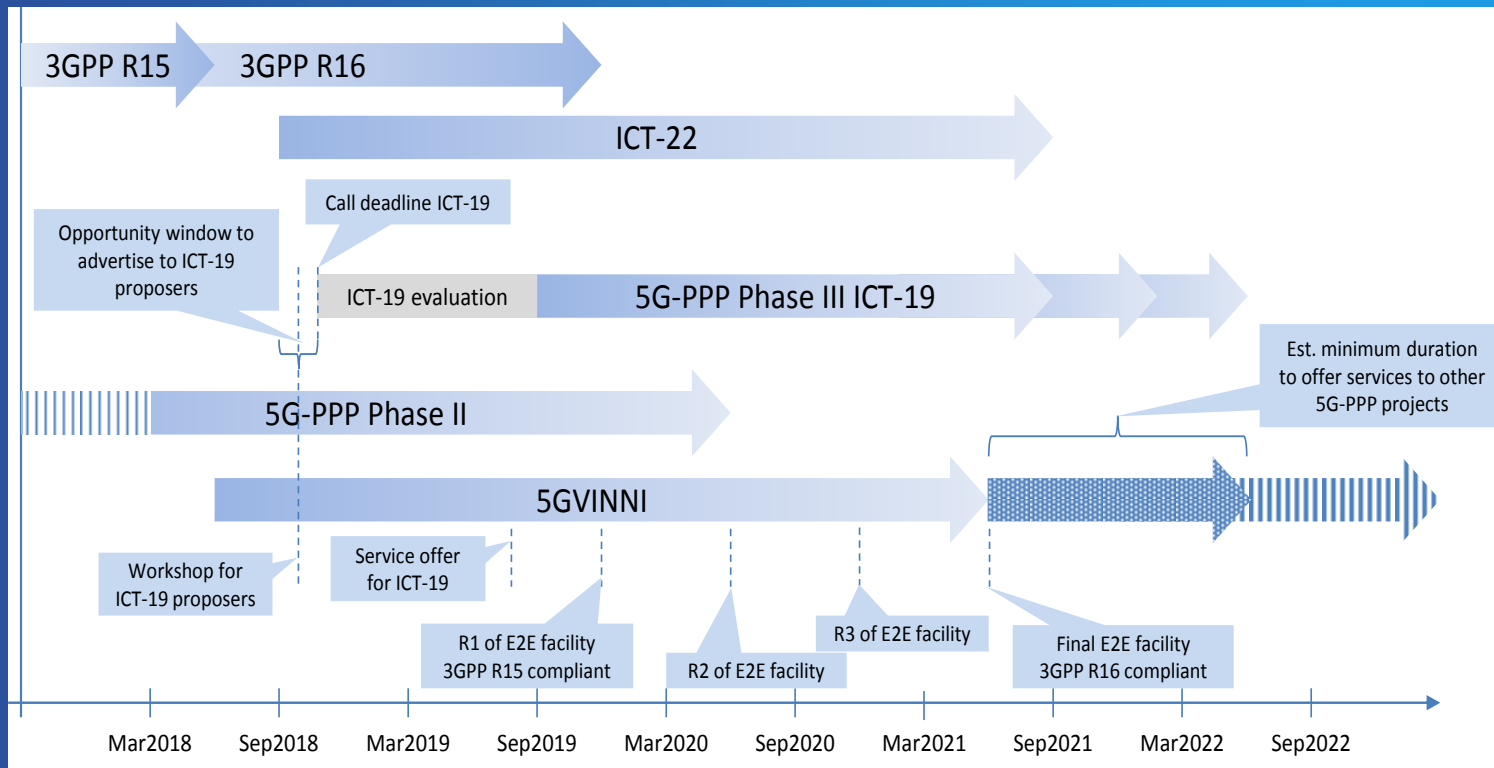 3GPP R15
3GPP R16
ICT-22
Call deadline ICT-19
Opportunity window to
advertise to ICT-19
proposers
ICT-19 evaluation
5G-PPP Phase III ICT-19
Est. minimum duration
to offer services to other
5G-PPP projects
5G-PPP Phase II
5GVINNI
Workshop for
ICT-19 proposers
Service offer
for ICT-19
R1 of E2E facility
3GPP R15 compliant
R2 of E2E facility
R3 of E2E facility
Final E2E facility
3GPP R16 compliant
Mar2018
Sep2018
Mar2019
Sep2019
Mar2020
Sep2020
Mar2021
Sep2021
Mar2022
Sep2022